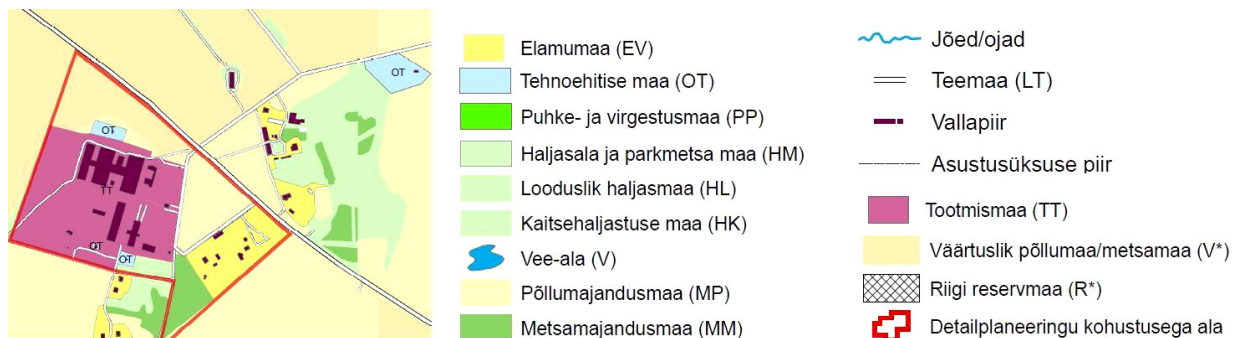 OT
OT
TT
OT
OT
Elamumaa (EV)
Tehnoehitise maa (OT)
Puhke- ja virgestusmaa (PP)
Haljasala ja parkmetsa maa (HM)
Looduslik haljasmaa (HL)
Kaitsehaljastuse maa (HK)
Vee-ala (V)
Põllumajandusmaa (MP)
Metsamajandusmaa (MM)
Jõed/ojad
Teemaa (LT)
Vallapiir
Asustusüksuse piir
Tootmismaa (TT)
Väärtuslik põllumaa/metsamaa (V*)
Riigi reservmaa (R*)
Detailplaneeringu kohustusega ala